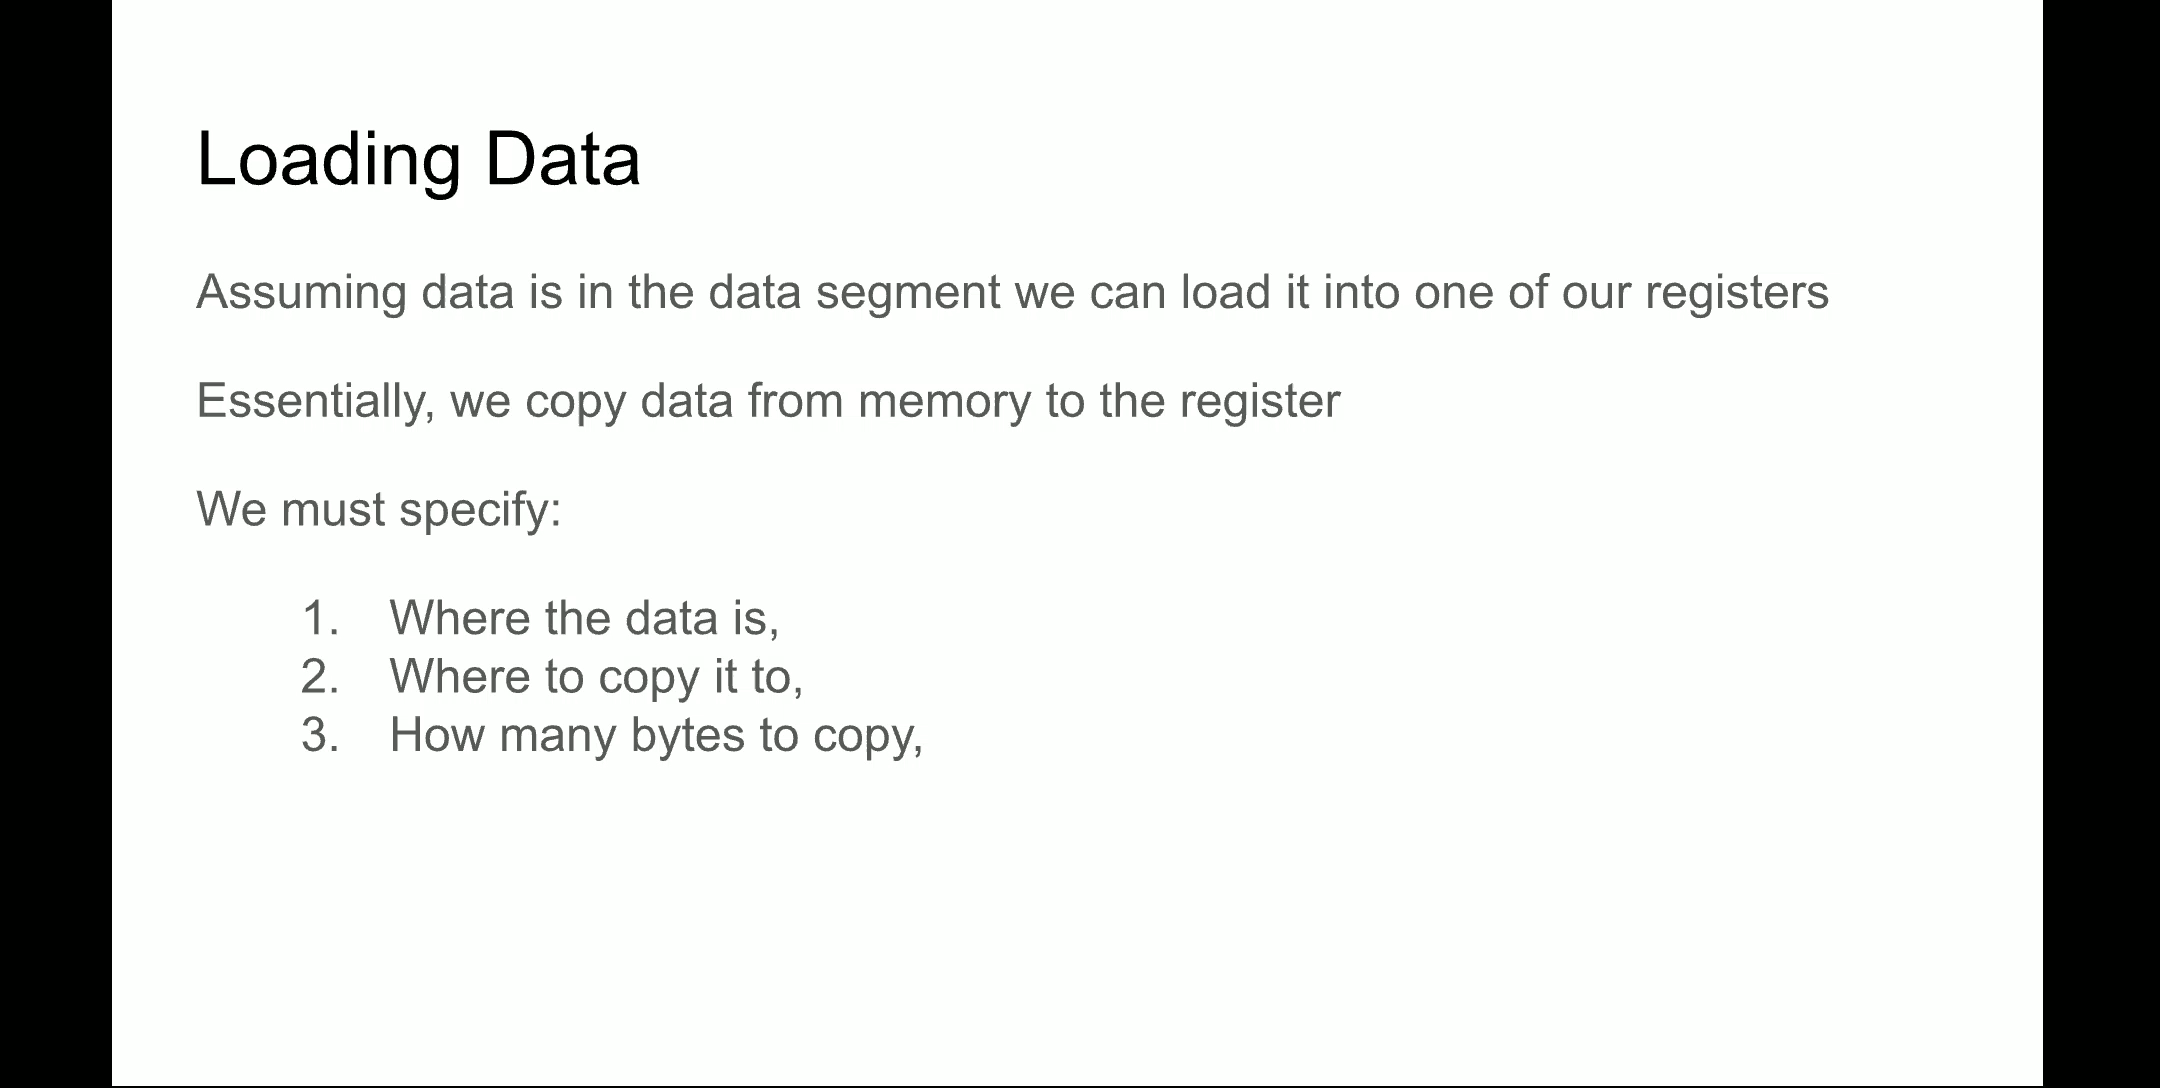 Loading Data
Assuming data is in the data segment we can load it into one of our registers
Essentially, we copy data from memory to the register
We must specify:
1. Where the data is,
2. Where to copy it to,
3. How many bytes to copy,